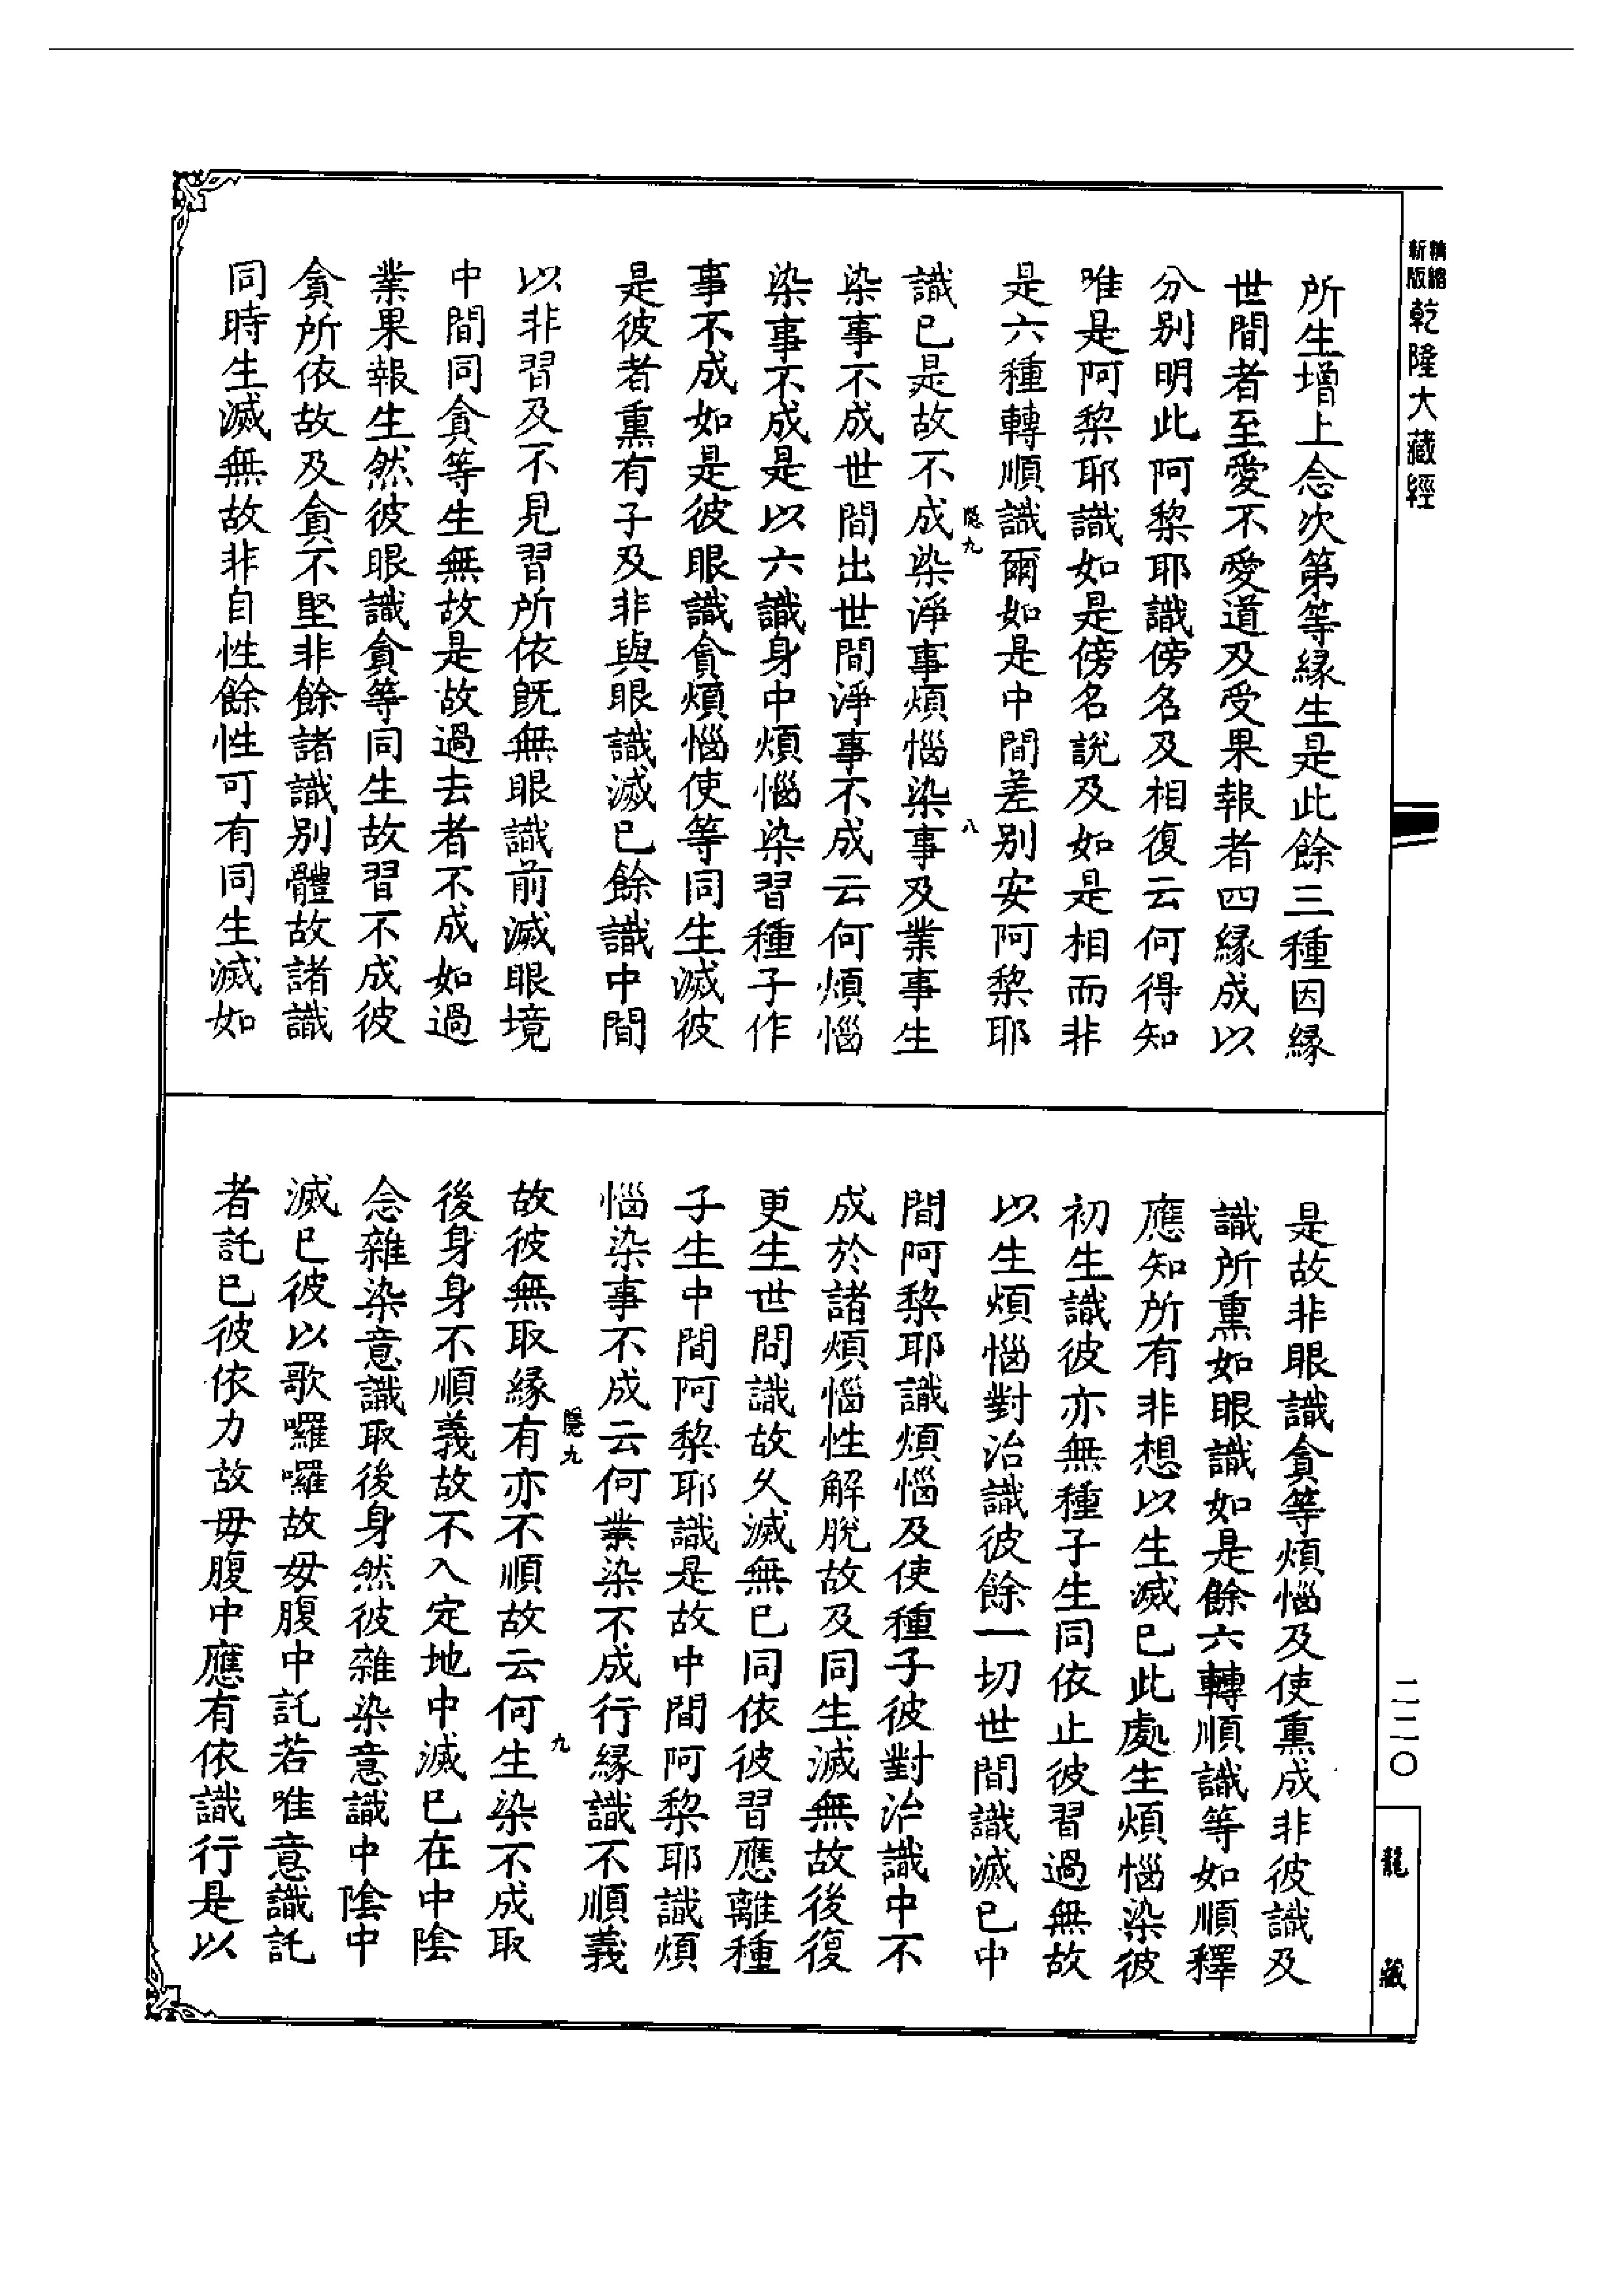 新版精縮乾隆大藏經
所生增上念次第等緣生是此餘三種因緣
世間者至愛不愛道及受果報者四緣成以
分別明此阿棃耶識傍名及相復云何得知
唯是阿棃耶識如是傍名說及如是相而非
是六種轉順識爾如是中間差別安阿棃耶
隱九 八
識已是故不成染淨事煩惱染事及業事生
染事不成世間出世間淨事不成云何煩惱
染事不成是以六識身中煩惱染習種子作
事不成如是彼眼識貪煩惱使等同生滅彼
是彼者熏有子及非與眼識滅已餘識中間
以非習及不見習所依旣無眼識前滅眼境
中間同貪等生無故是故過去者不成如過
業果報生然彼眼識貪等同生故習不成彼
貪所依故及貪不堅非餘諸識別體故諸識
同時生滅無故非自性餘性可有同生滅如
是故非眼識貪等煩惱及使熏成非彼識及
識所熏如眼識如是餘六轉順識等如順釋
應知所有非想以生滅已此處生煩惱染彼
初生識彼亦無種子生同依止彼習過無故
以生煩惱對治識彼餘一切世間識滅已中
間阿棃耶識煩惱及使種子彼對治識中不
成於諸煩惱性解脫故及同生滅無故後復
更生世間識故久滅無已同依彼習應離種
子生中間阿棃耶識是故中間阿棃耶識煩
惱染事不成云何業染不成行緣識不順義
隱九 九
故彼無取緣有亦不順故云何生染不成取
後身身不順義故不入定地中滅已在中陰
念雜染意識取後身然彼雜染意識中陰中
滅已彼以歌囉囉故毋腹中託若唯意識託
者託已彼依力故毋腹中應有依識行是以
二二〇
龍藏